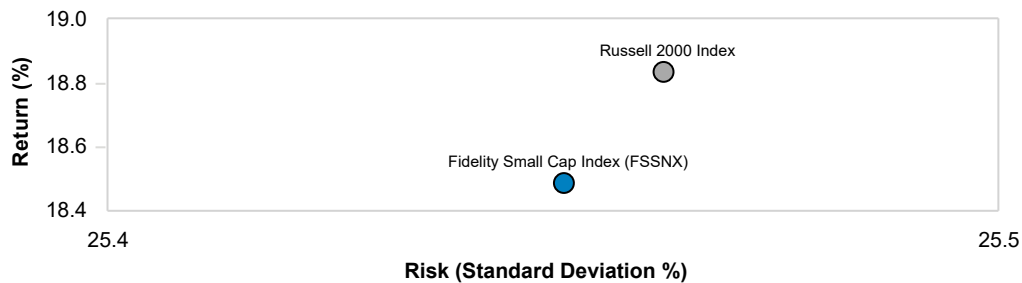 19.0
Russell 2000 Index
18.8
Return (%)
18.6
Fidelity Small Cap Index (FSSNX)
18.4
25.4
25.5
Risk (Standard Deviation %)